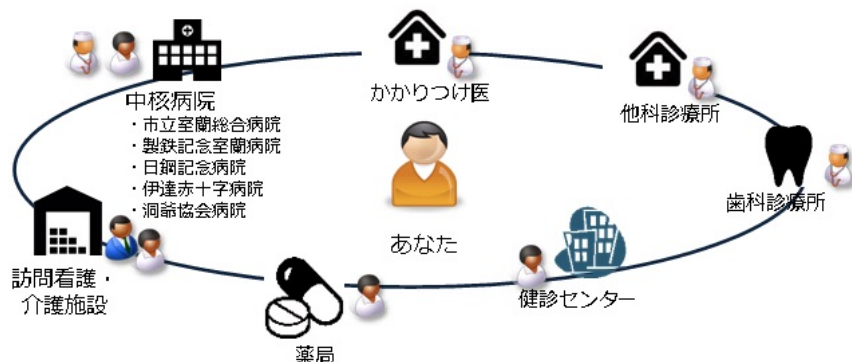 中核病院
・市立室蘭総合病院
・製鉄記念室蘭病院
・日鋼記念病院
・伊達赤十字病院
・洞爺協会病院
かかりつけ医
他科診療所
歯科診療所
あなた
訪問看護・
介護施設
薬局
健診センター